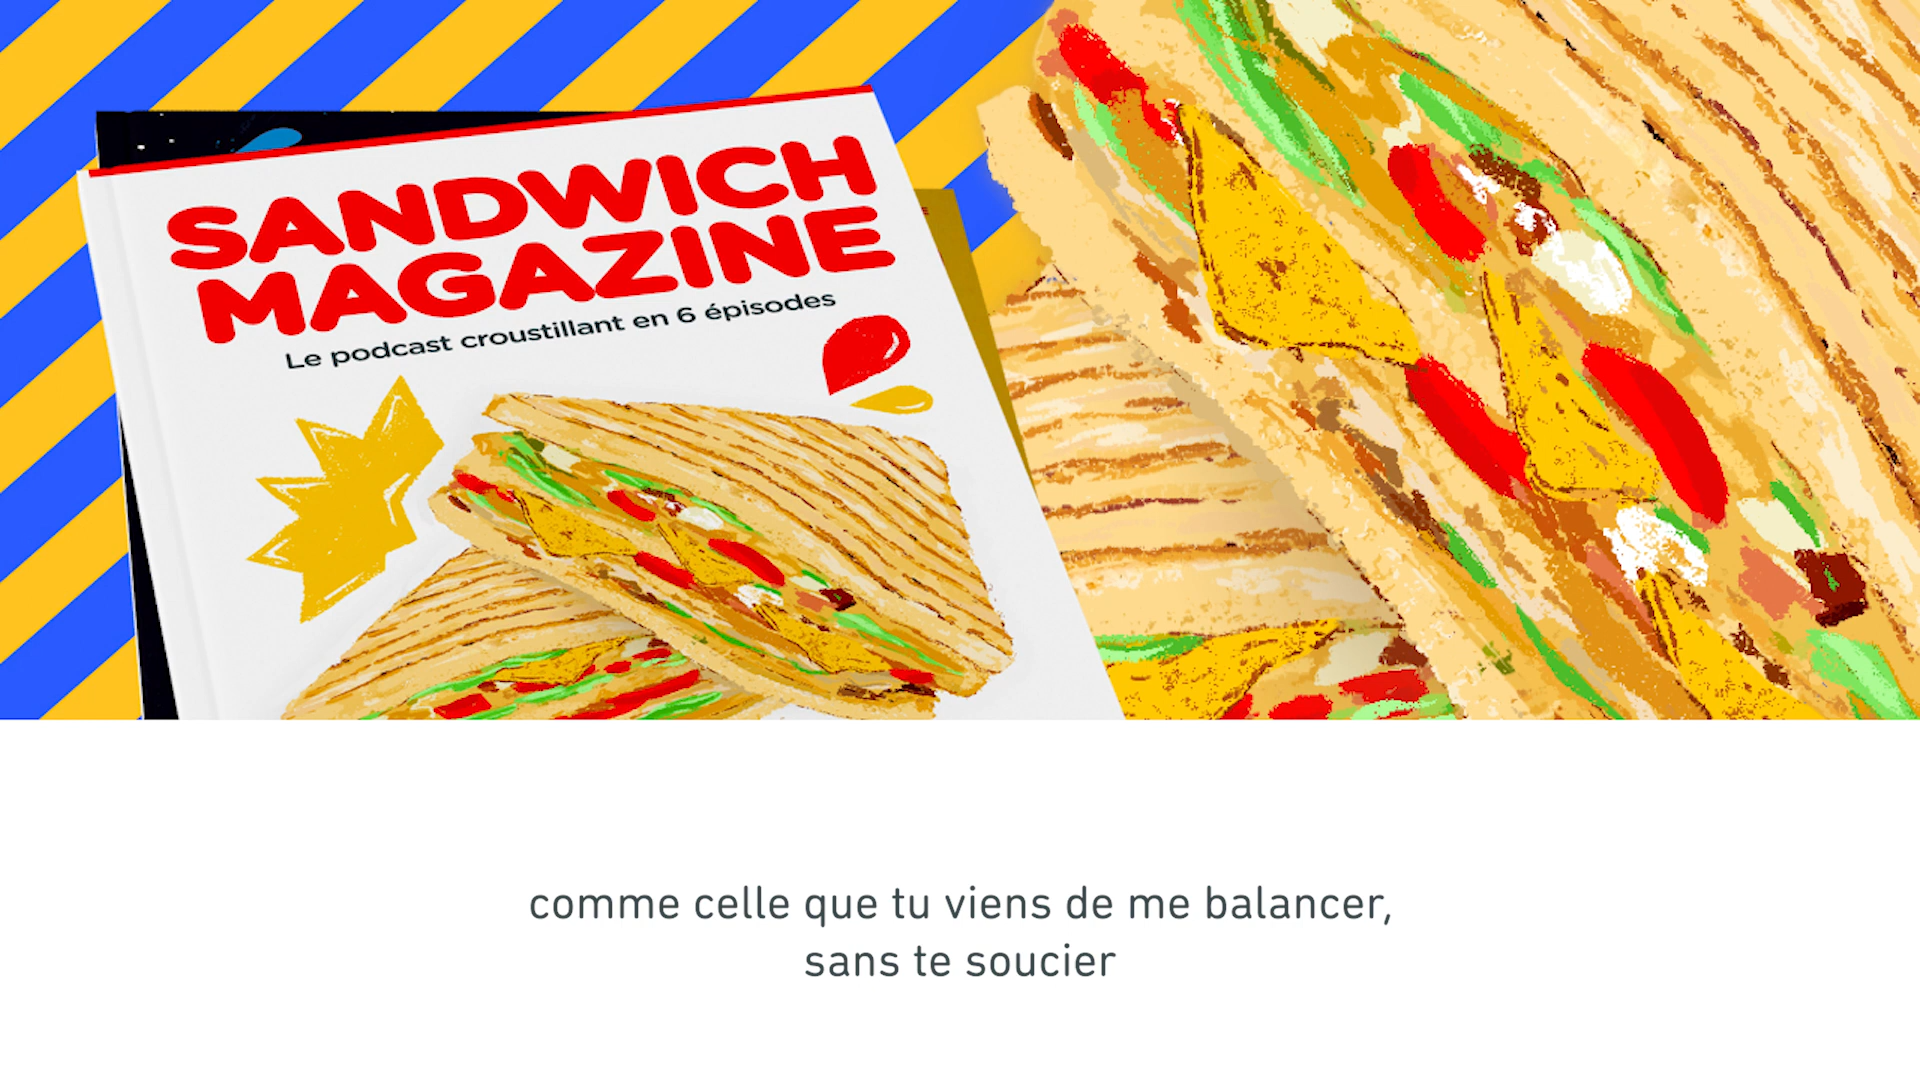 SANDWICH
MAGAZINE
Le podcast croustillant en 6 épisodes
comme celle que tu viens de me balancer,
sans te soucier